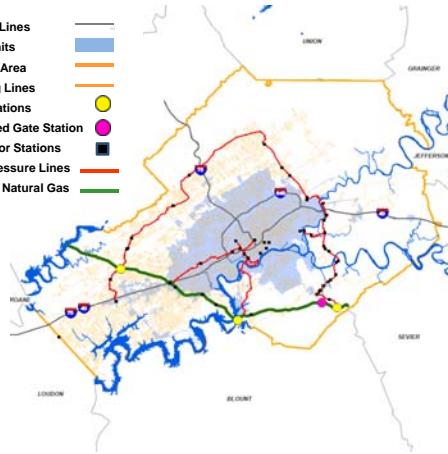 Lines
nits
Area
g Lines
ations
ed Gate Station
or Stations
essure Lines
Natural Gas
UNION
GRAINGER
JEFFERSON
ROANE
SEVIER
LOUDON
BLOUNT